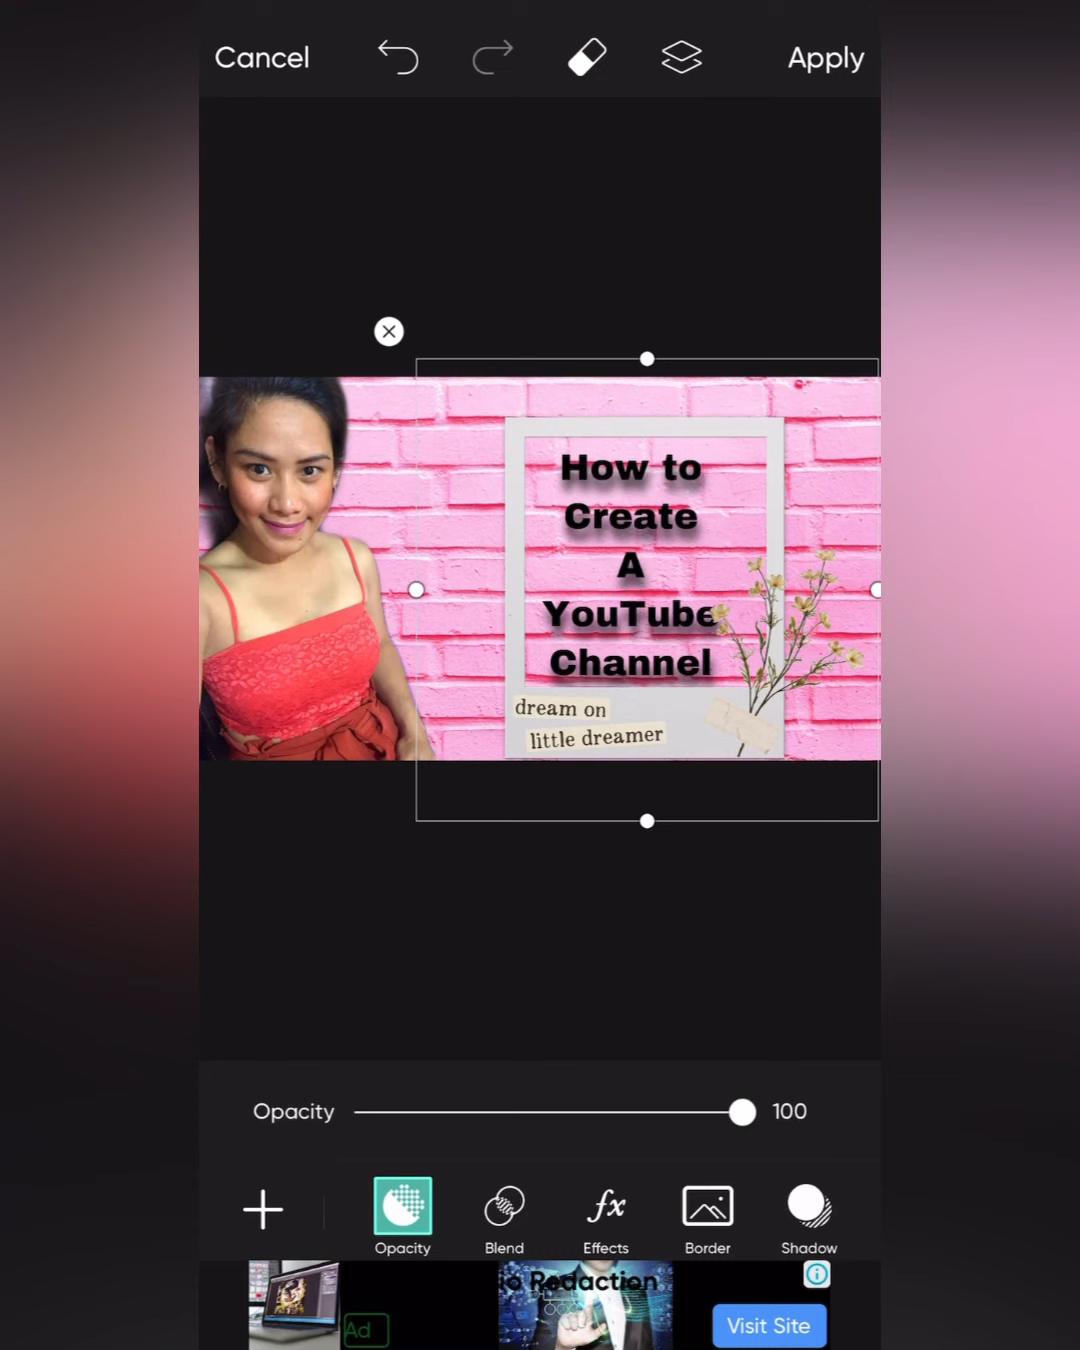 Cancel
Apply
How to
Create
A
YouTube
Channel
dream on
little dreamer
Opacity 100
Opacity
Blend
fx
Effects
Border
Shadow
Redaction
Ad
Visit Site